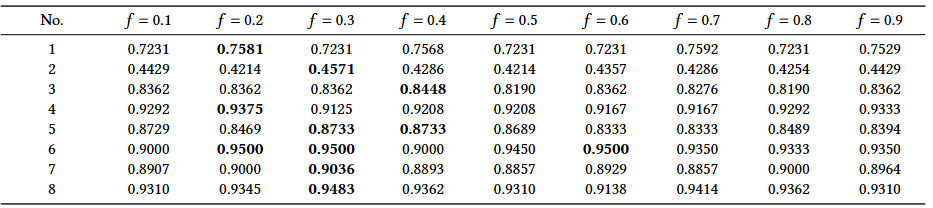 No. f = 0.1 f = 0.2 f = 0.3 f = 0.4 f = 0.5 f = 0.6 f = 0.7 f = 0.8 f = 0.9
1 0.7231 0.7581 0.7231 0.7568 0.7231 0.7231 0.7592 0.7231 0.7529
2 0.4429 0.4214 0.4571 0.4286 0.4214 0.4357 0.4286 0.4254 0.4429
3 0.8362 0.8362 0.8362 0.8448 0.8190 0.8362 0.8276 0.8190 0.8362
4 0.9292 0.9375 0.9125 0.9208 0.9208 0.9167 0.9167 0.9292 0.9333
5 0.8729 0.8469 0.8733 0.8733 0.8689 0.8333 0.8333 0.8489 0.8394
6 0.9000 0.9500 0.9500 0.9000 0.9450 0.9500 0.9350 0.9333 0.9350
7 0.8907 0.9000 0.9036 0.8893 0.8857 0.8929 0.8857 0.9000 0.8964
8 0.9310 0.9345 0.9483 0.9362 0.9310 0.9138 0.9414 0.9362 0.9310